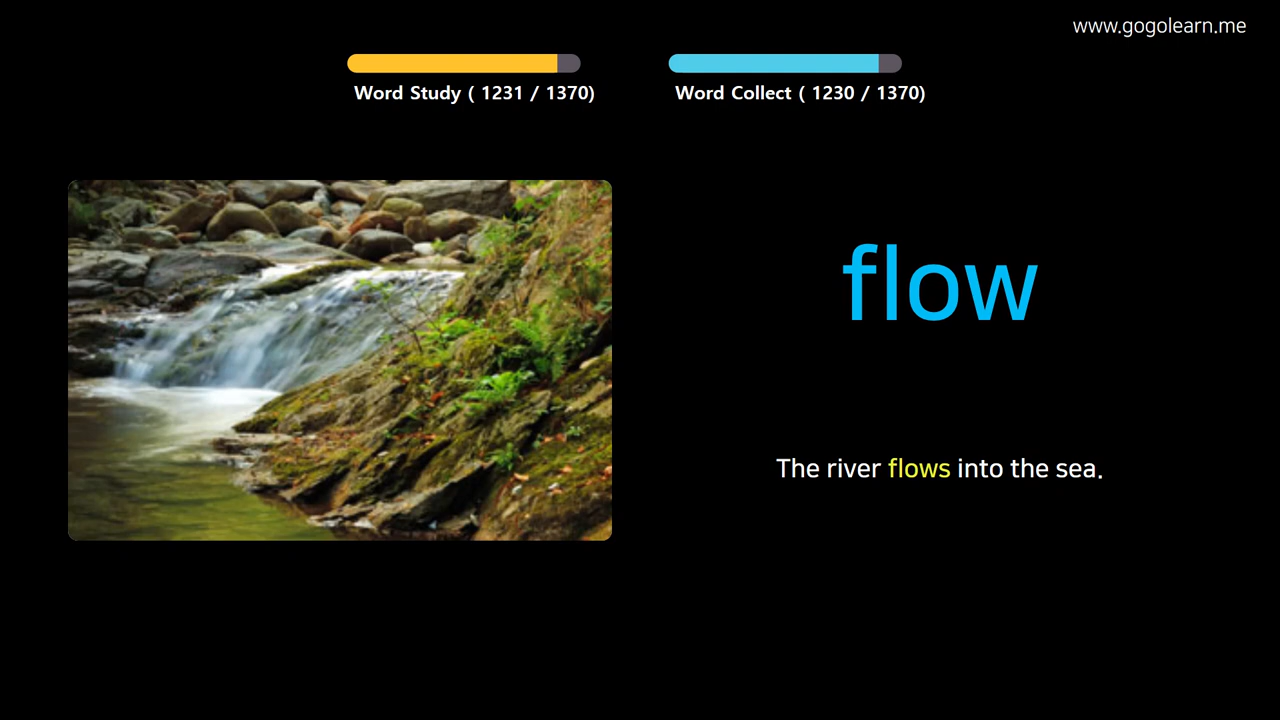 www.gogolearn.me
Word Study ( 1231 / 1370)
Word Collect ( 1230 / 1370)
flow
The river flows into the sea.